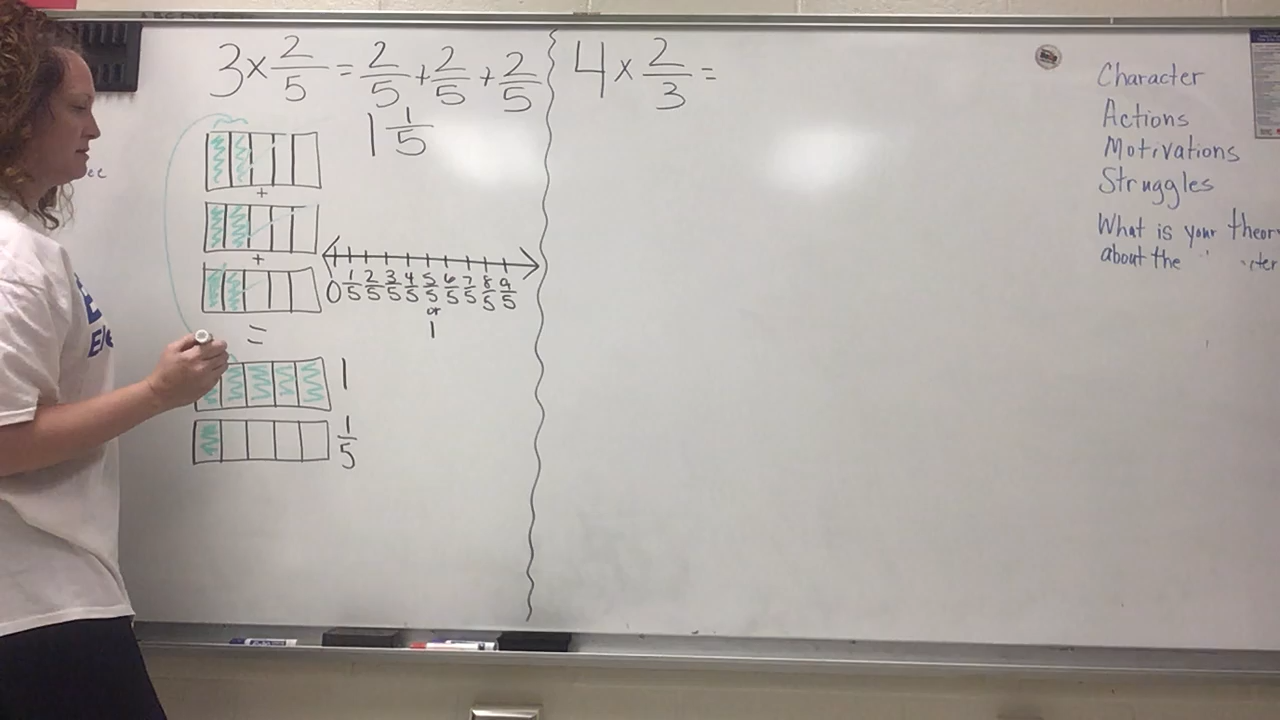 3 × 2/5 = 2/5 + 2/5 + 2/5
1 1/5
+
+
=
1
1/5
0 1/5 2/5 3/5 4/5 5/5 6/5 7/5 8/5 9/5
or
1
4 × 2/3 =
Character
Actions
Motivations
Struggles
What is your theory
about the